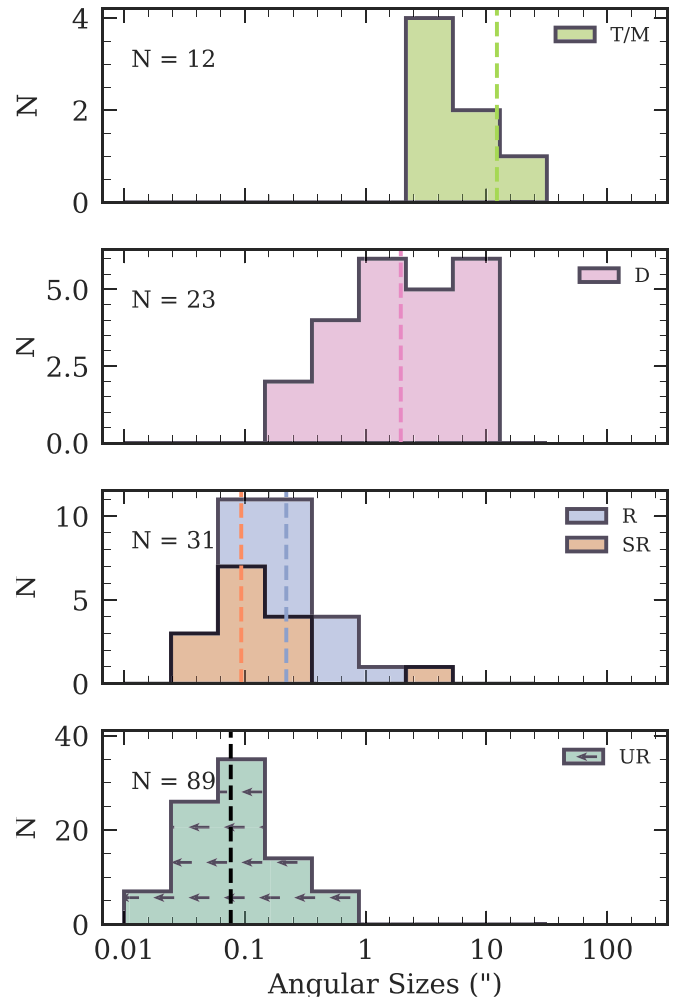 4
T/M
N = 12
N
2
0
D
5.0
N = 23
N
2.5
0.0
10
R
N = 31
SR
N
5
0
40
UR
N = 89
N
20
0
0.01 0.1 1 10 100
Angular Sizes (")